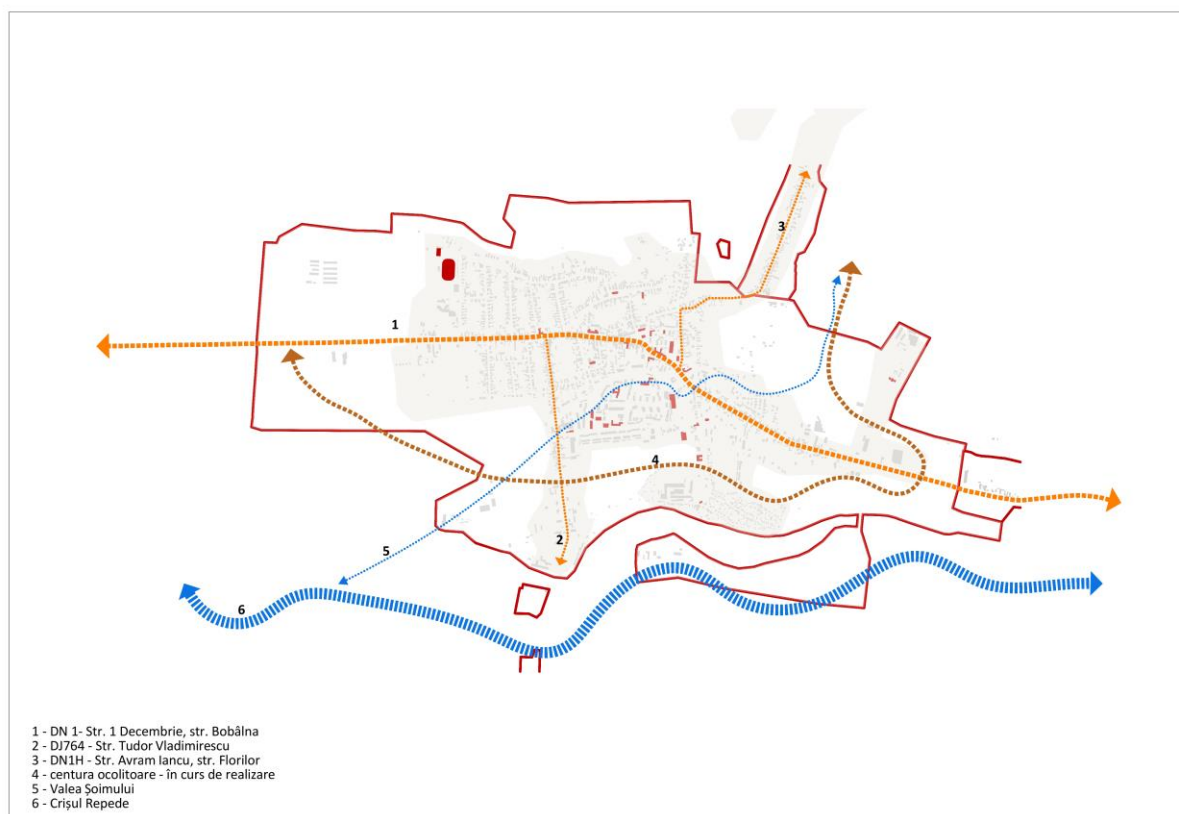 3
1
4
2
5
6
1 - DN 1- Str. 1 Decembrie, str. Bobâlna
2 - DJ764 - Str. Tudor Vladimirescu
3 - DN1H - Str. Avram Iancu, str. Florilor
4 - centura ocolitoare - în curs de realizare
5 - Valea Șoimului
6 - Crișul Repede